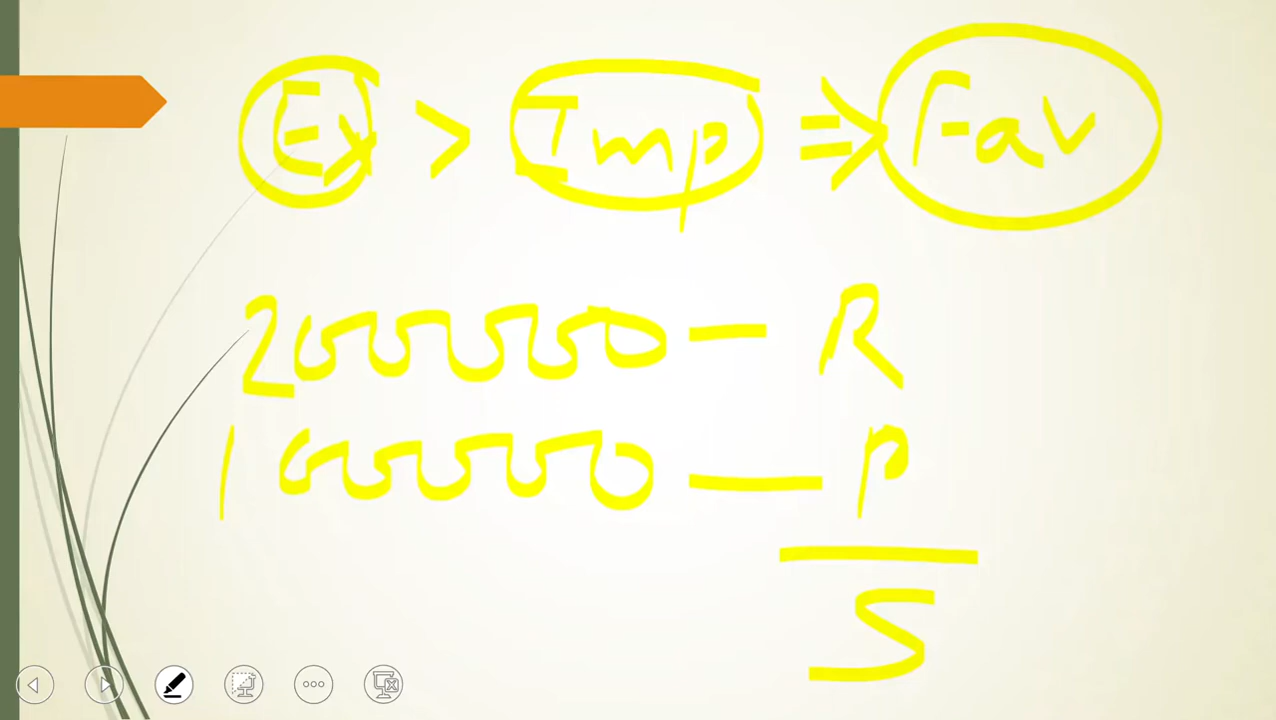 Ex > Imp ⇒ Fav
200000 - R
100000 - P
S